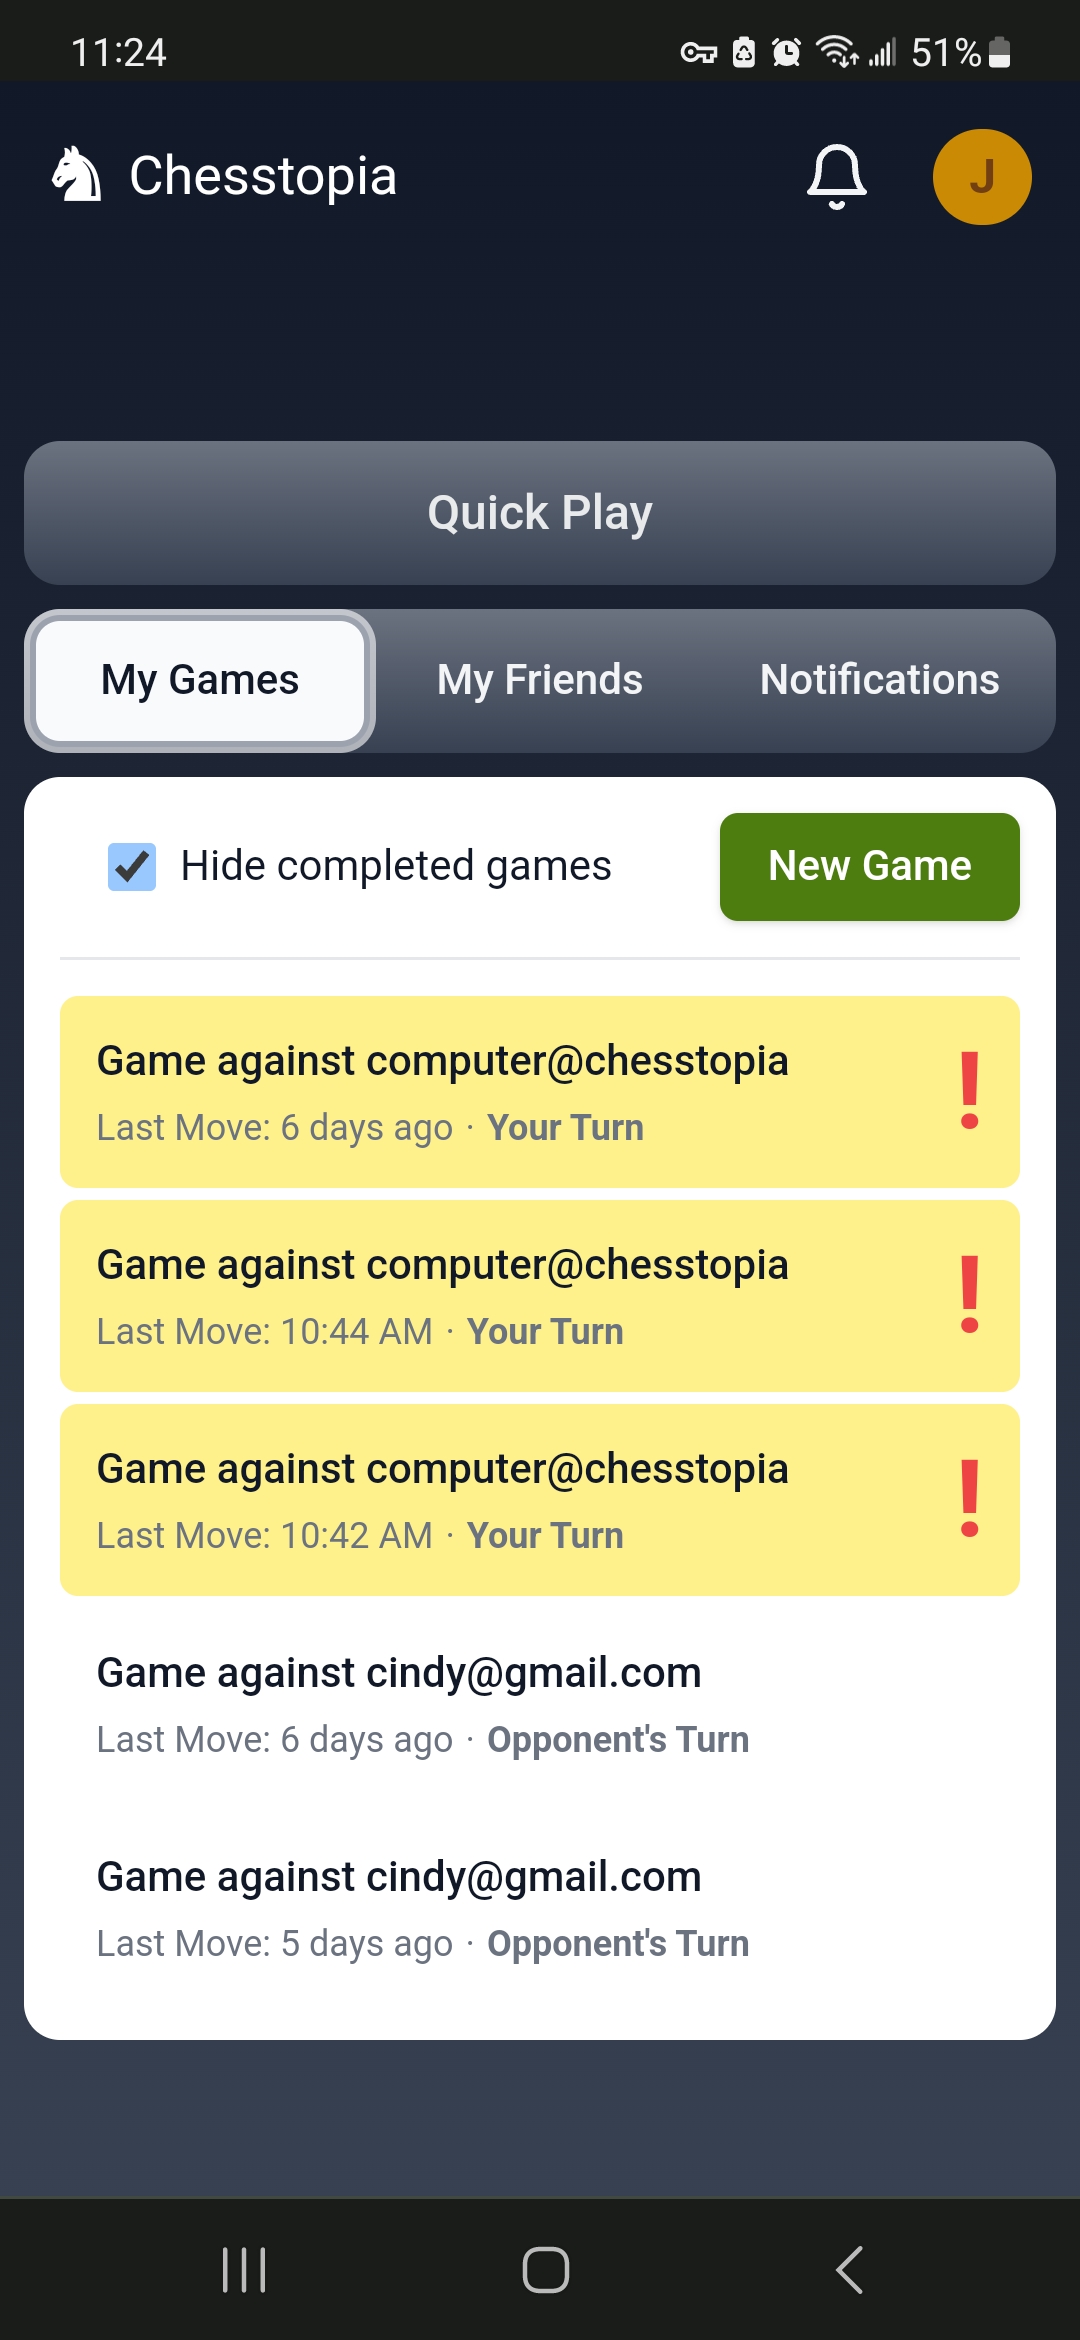 11:24
51%
Chesstopia
J
Quick Play
My Games
My Friends
Notifications
Hide completed games
New Game
Game against computer@chesstopia
Last Move: 6 days ago · Your Turn
!
Game against computer@chesstopia
Last Move: 10:44 AM · Your Turn
!
Game against computer@chesstopia
Last Move: 10:42 AM · Your Turn
!
Game against cindy@gmail.com
Last Move: 6 days ago · Opponent's Turn
Game against cindy@gmail.com
Last Move: 5 days ago · Opponent's Turn